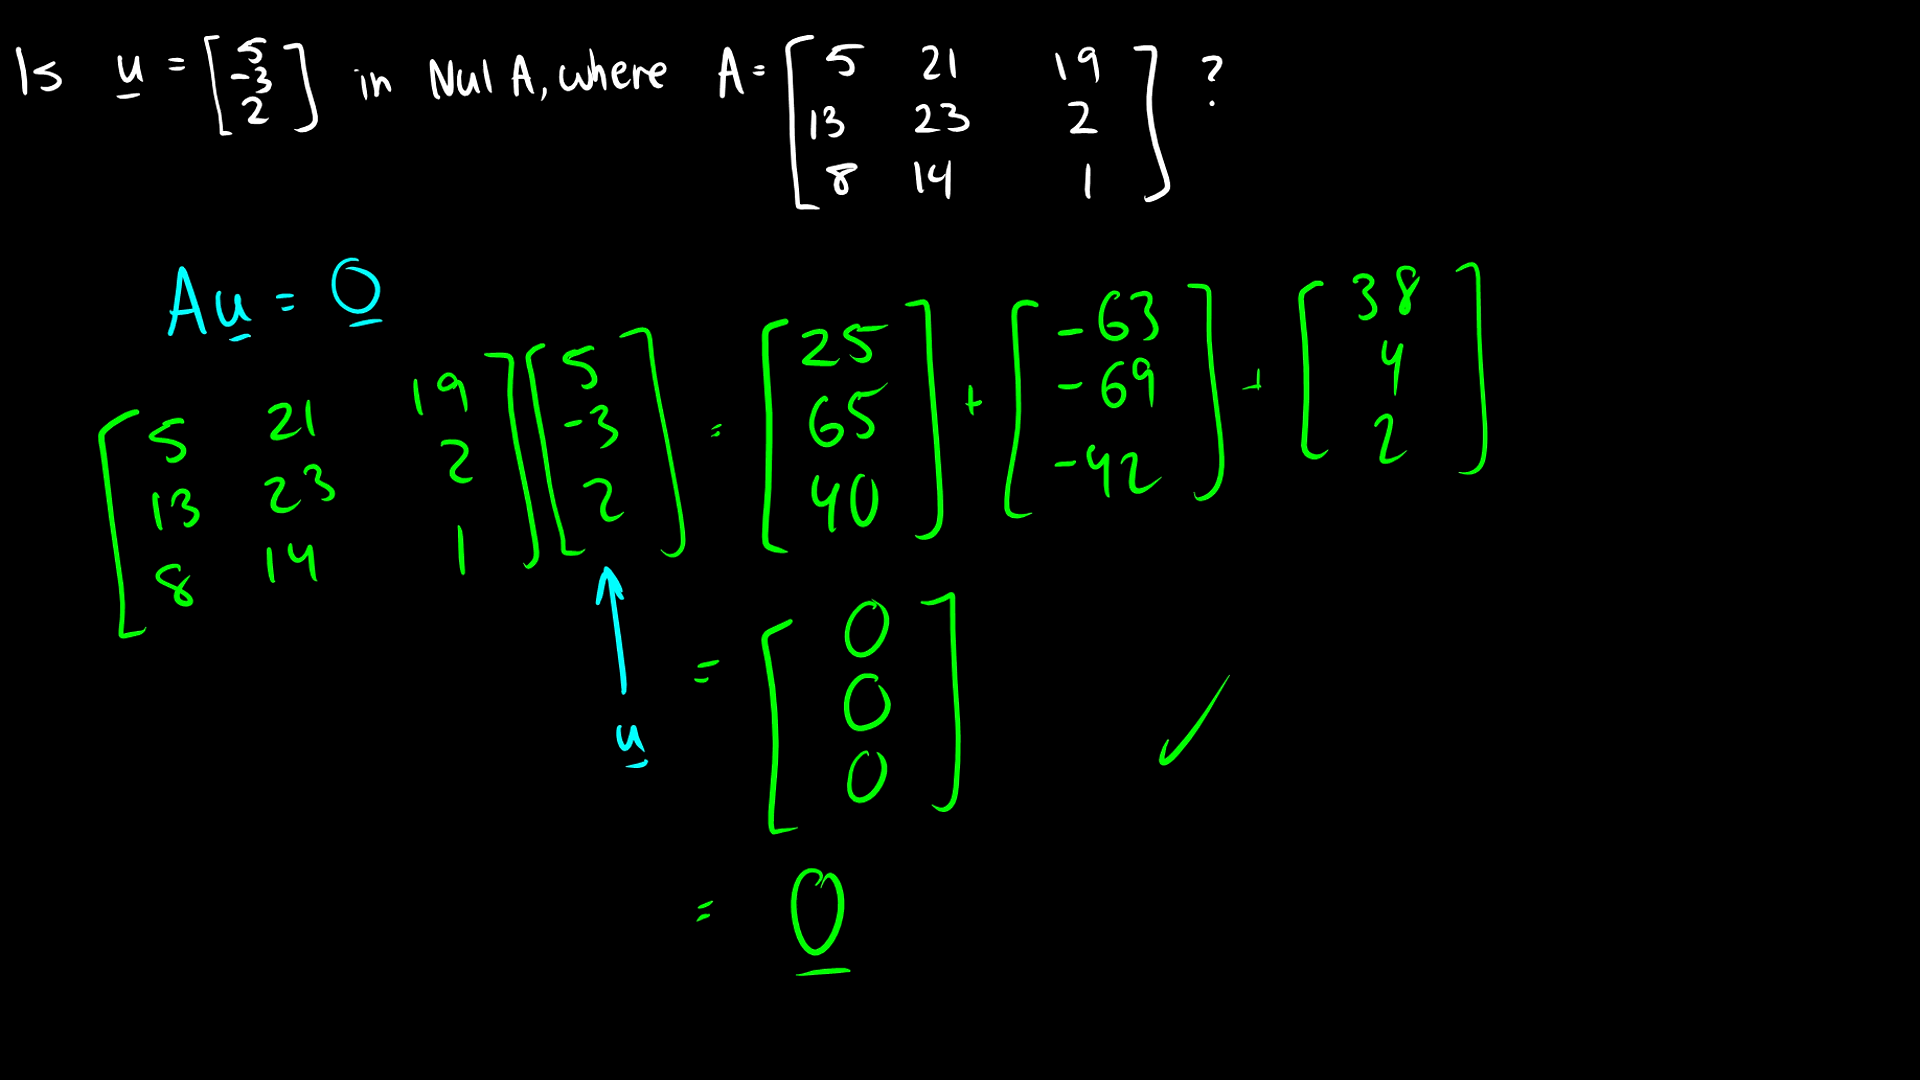 Is u = [5 -3 2] in Nul A, where A = [5 21 19
13 23 2
8 14 1] ?
Au = 0
[5 21 19
13 23 2
8 14 1] [5
-3
2] = [25
65
40] + [-63
-69
-42] + [38
4
2]
u
= [0
0
0] ✓
= 0